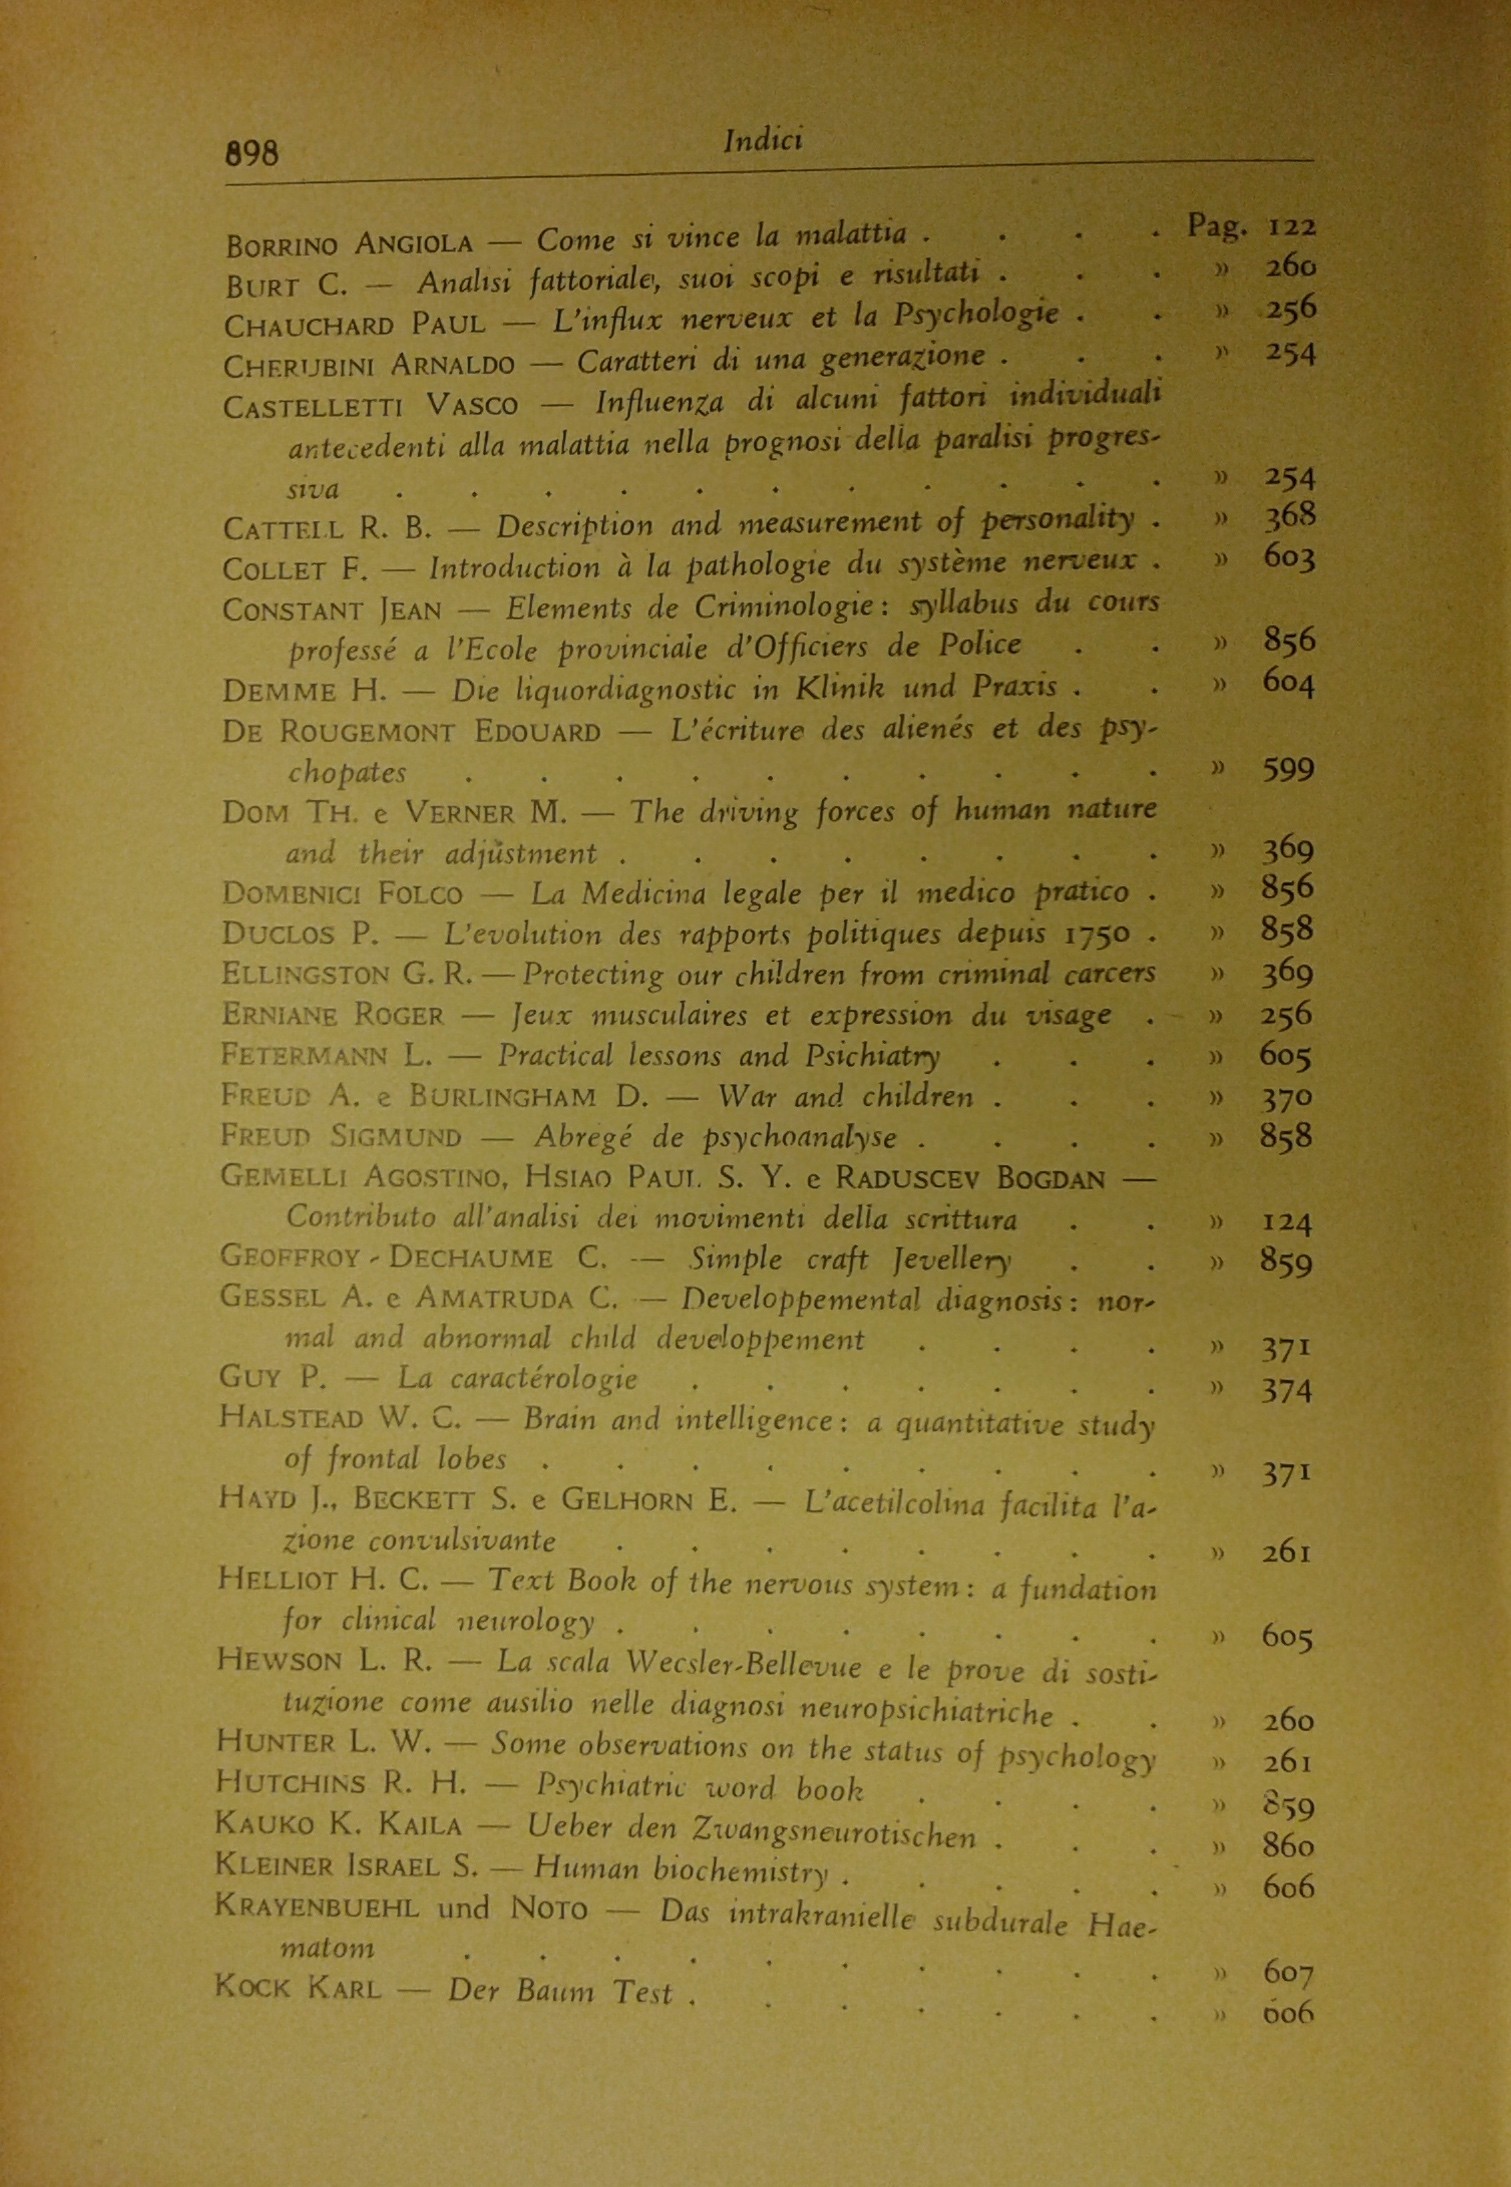 898 Indici
BORRINO ANGIOLA — Come si vince la malattia . . . . Pag. 122
BURT C. — Analisi fattoriale, suoi scopi e risultati . . . » 260
CHAUCHARD PAUL — L'influx nerveux et la Psychologie . . » 256
CHERUBINI ARNALDO — Caratteri di una generazione . . . » 254
CASTELLETTI VASCO — Influenza di alcuni fattori individuali
antecedenti alla malattia nella prognosi della paralisi progres-
siva . . . . . . . . . . . » 254
CATTELL R. B. — Description and measurement of personality . » 368
COLLET F. — Introduction à la pathologie du système nerveux . » 603
CONSTANT JEAN — Elements de Criminologie: syllabus du cours
professé a l'Ecole provinciale d'Officiers de Police . . » 856
DEMME H. — Die liquordiagnostic in Klinik und Praxis . . » 604
DE ROUGEMONT EDOUARD — L'écriture des alienés et des psy-
chopates . . . . . . . . . . » 599
DOM TH. e VERNER M. — The driving forces of human nature
and their adjustment . . . . . . . . » 369
DOMENICI FOLCO — La Medicina legale per il medico pratico . » 856
DUCLOS P. — L'evolution des rapports politiques depuis 1750 . » 858
ELLINGSTON G. R. — Protecting our children from criminal carcers » 369
ERNIANE ROGER — Jeux musculaires et expression du visage . » 256
FETERMANN L. — Practical lessons and Psichiatry . . . » 605
FREUD A. e BURLINGHAM D. — War and children . . . » 370
FREUD SIGMUND — Abregé de psychoanalyse . . . . » 858
GEMELLI AGOSTINO, HSIAO PAUL S. Y. e RADUSCEV BOGDAN —
Contributo all'analisi dei movimenti della scrittura . . » 124
GEOFFROY-DECHAUME C. — Simple craft Jevellery . . » 859
GESSEL A. e AMATRUDA C. — Developpemental diagnosis: nor-
mal and abnormal child developpement . . . . » 371
GUY P. — La caractérologie . . . . . . . » 374
HALSTEAD W. C. — Brain and intelligence: a quantitative study
of frontal lobes . . . . . . . . . » 371
HAYD J., BECKETT S. e GELHORN E. — L'acetilcolina facilita l'a-
zione convulsivante . . . . . . . . » 261
HELLIOT H. C. — Text Book of the nervous system: a fundation
for clinical neurology . . . . . . . . » 605
HEWSON L. R. — La scala Wecsler-Bellevue e le prove di sosti-
tuzione come ausilio nelle diagnosi neuropsichiatriche . . » 260
HUNTER L. W. — Some observations on the status of psychology » 261
HUTCHINS R. H. — Psychiatric word book . . . . » 859
KAUKO K. KAILA — Ueber den Zwangsneurotischen . . . » 860
KLEINER ISRAEL S. — Human biochemistry . . . . . » 606
KRAYENBUEHL und NOTO — Das intrakranielle subdurale Hae-
matom . . . . . . . . . . » 607
KOCK KARL — Der Baum Test . . . . . . . » 606